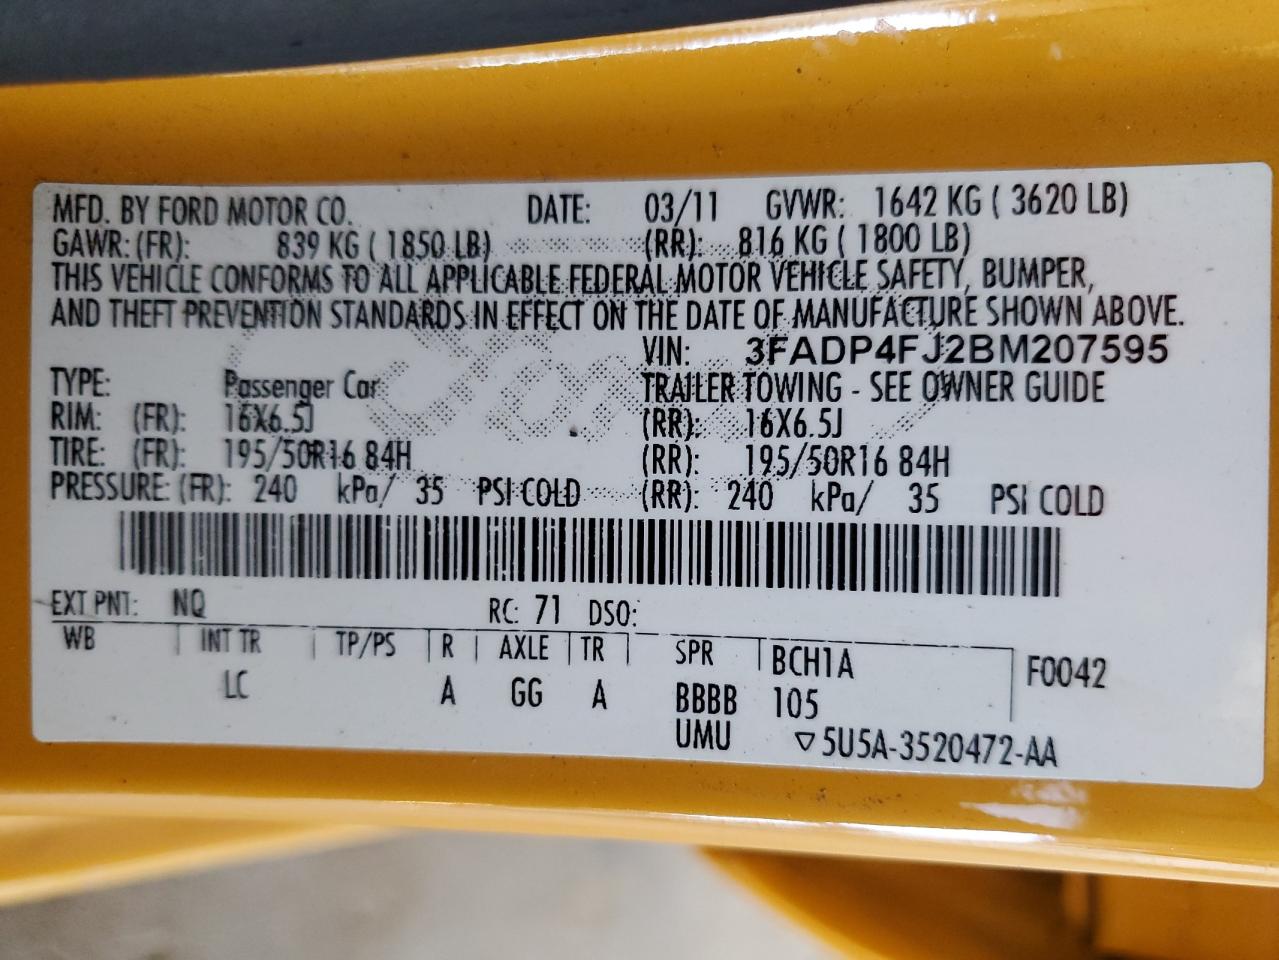 MFD. BY FORD MOTOR CO. DATE: 03/11 GVWR: 1642 KG ( 3620 LB)
GAWR: (FR): 839 KG ( 1850 LB) (RR): 816 KG ( 1800 LB)
THIS VEHICLE CONFORMS TO ALL APPLICABLE FEDERAL MOTOR VEHICLE SAFETY, BUMPER,
AND THEFT PREVENTION STANDARDS IN EFFECT ON THE DATE OF MANUFACTURE SHOWN ABOVE.
VIN: 3FADP4FJ2BM207595
TYPE: Passenger Car TRAILER TOWING - SEE OWNER GUIDE
RIM: (FR): 16X6.5J (RR): 16X6.5J
TIRE: (FR): 195/50R16 84H (RR): 195/50R16 84H
PRESSURE: (FR): 240 kPa/ 35 PSI COLD (RR): 240 kPa/ 35 PSI COLD
EXT PNT: NQ RC: 71 DSO:
WB INT TR TP/PS R AXLE TR SPR BCH1A F0042
LC A GG A BBBB 105
UMU ▽5U5A-3520472-AA